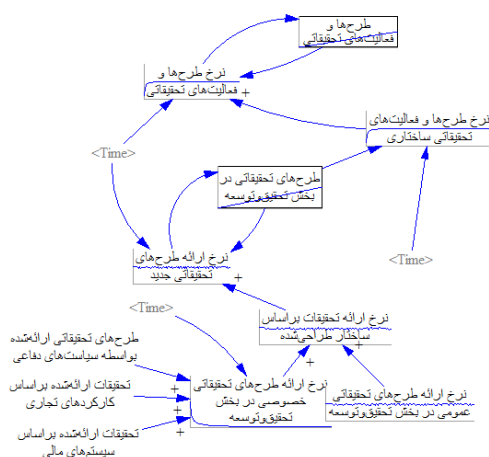 طرح‌ها و
فعالیت‌های تحقیقاتی
نرخ طرح‌ها و
فعالیت‌های تحقیقاتی
+
نرخ طرح‌ها و فعالیت‌های
تحقیقاتی ساختاری
<Time>
طرح‌های تحقیقاتی در
بخش تحقیق‌وتوسعه
نرخ ارائه طرح‌های
تحقیقاتی جدید
+
<Time>
+
<Time>
نرخ ارائه تحقیقات براساس
ساختار طراحی‌شده
+
+
طرح‌های تحقیقاتی ارائه‌شده
بواسطه سیاست‌های دفاعی
+
تحقیقات ارائه‌شده براساس
کارکردهای تجاری
+
تحقیقات ارائه‌شده براساس
سیستم‌های مالی
+
نرخ ارائه طرح‌های تحقیقاتی
خصوصی در بخش
تحقیق‌وتوسعه
نرخ ارائه طرح‌های تحقیقاتی
عمومی در بخش تحقیق‌وتوسعه